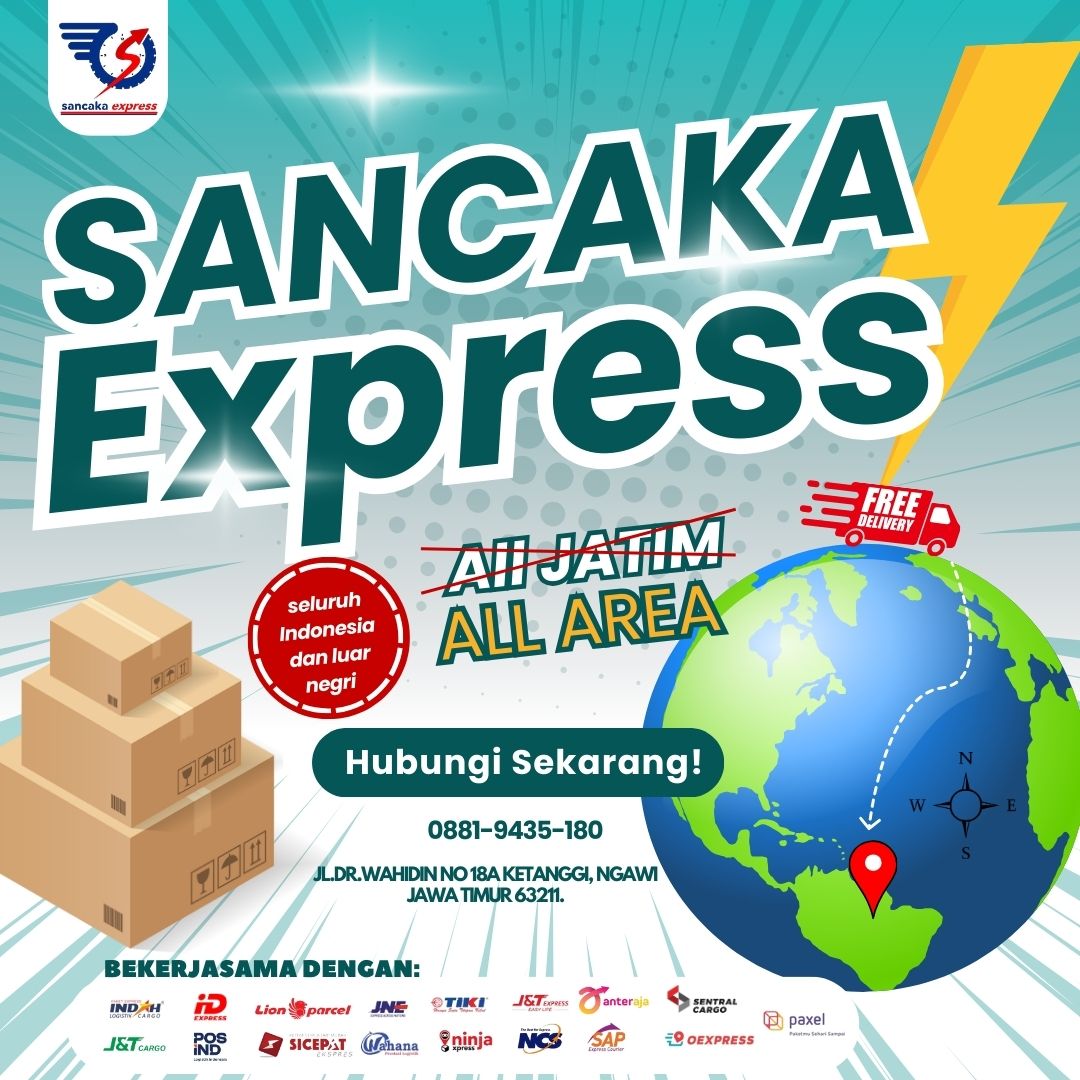 sancaka express
SANCAKA
Express
FREE
DELIVERY
All JATIM
ALL AREA
seluruh
Indonesia
dan luar
negri
Hubungi Sekarang!
0881-9435-180
JL.DR.WAHIDIN NO 18A KETANGGI, NGAWI
JAWA TIMUR 63211.
N
W E
S
BEKERJASAMA DENGAN:
INDAH
LOGISTIK CARGO
ID
EXPRESS
Lion parcel
JNE
TIKI
J&T EXPRESS
anteraja
SENTRAL
CARGO
paxel
Paketmu Sehari Sampai
J&T CARGO
POS
IND
SICEPAT
EKSPRES
Wahana
ninja
xpress
NCS
SAP
Express Courier
OEXPRESS